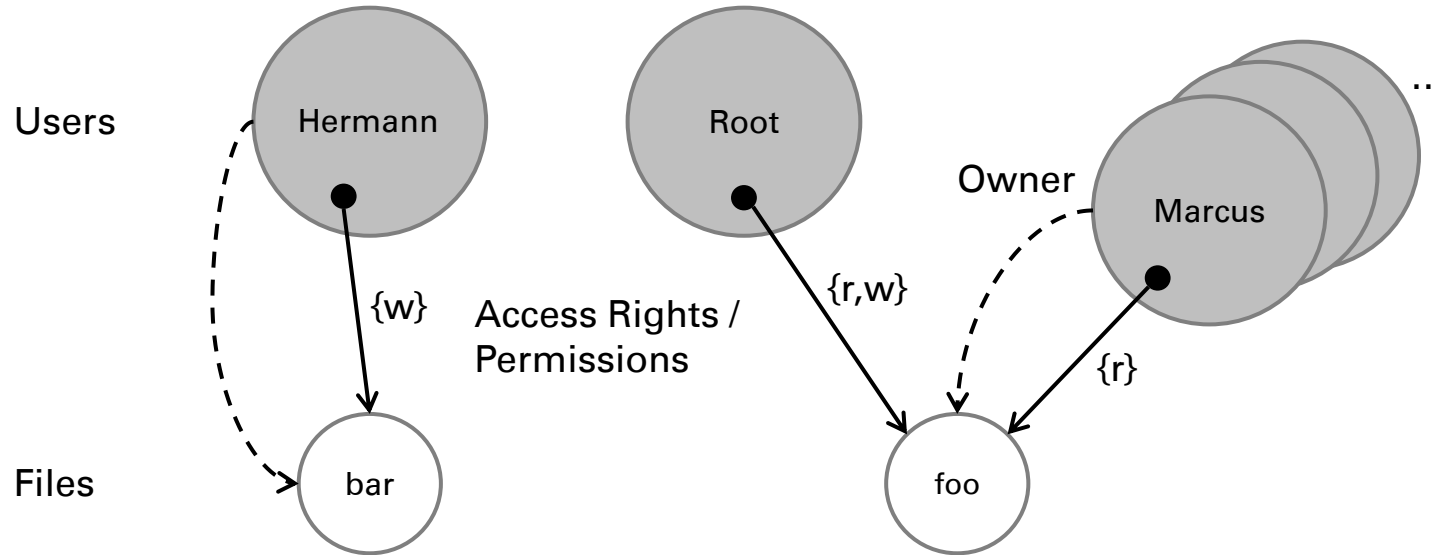 Users
Hermann
Root
..
Owner
Marcus
{w}
Access Rights /
Permissions
{r,w}
{r}
Files
bar
foo